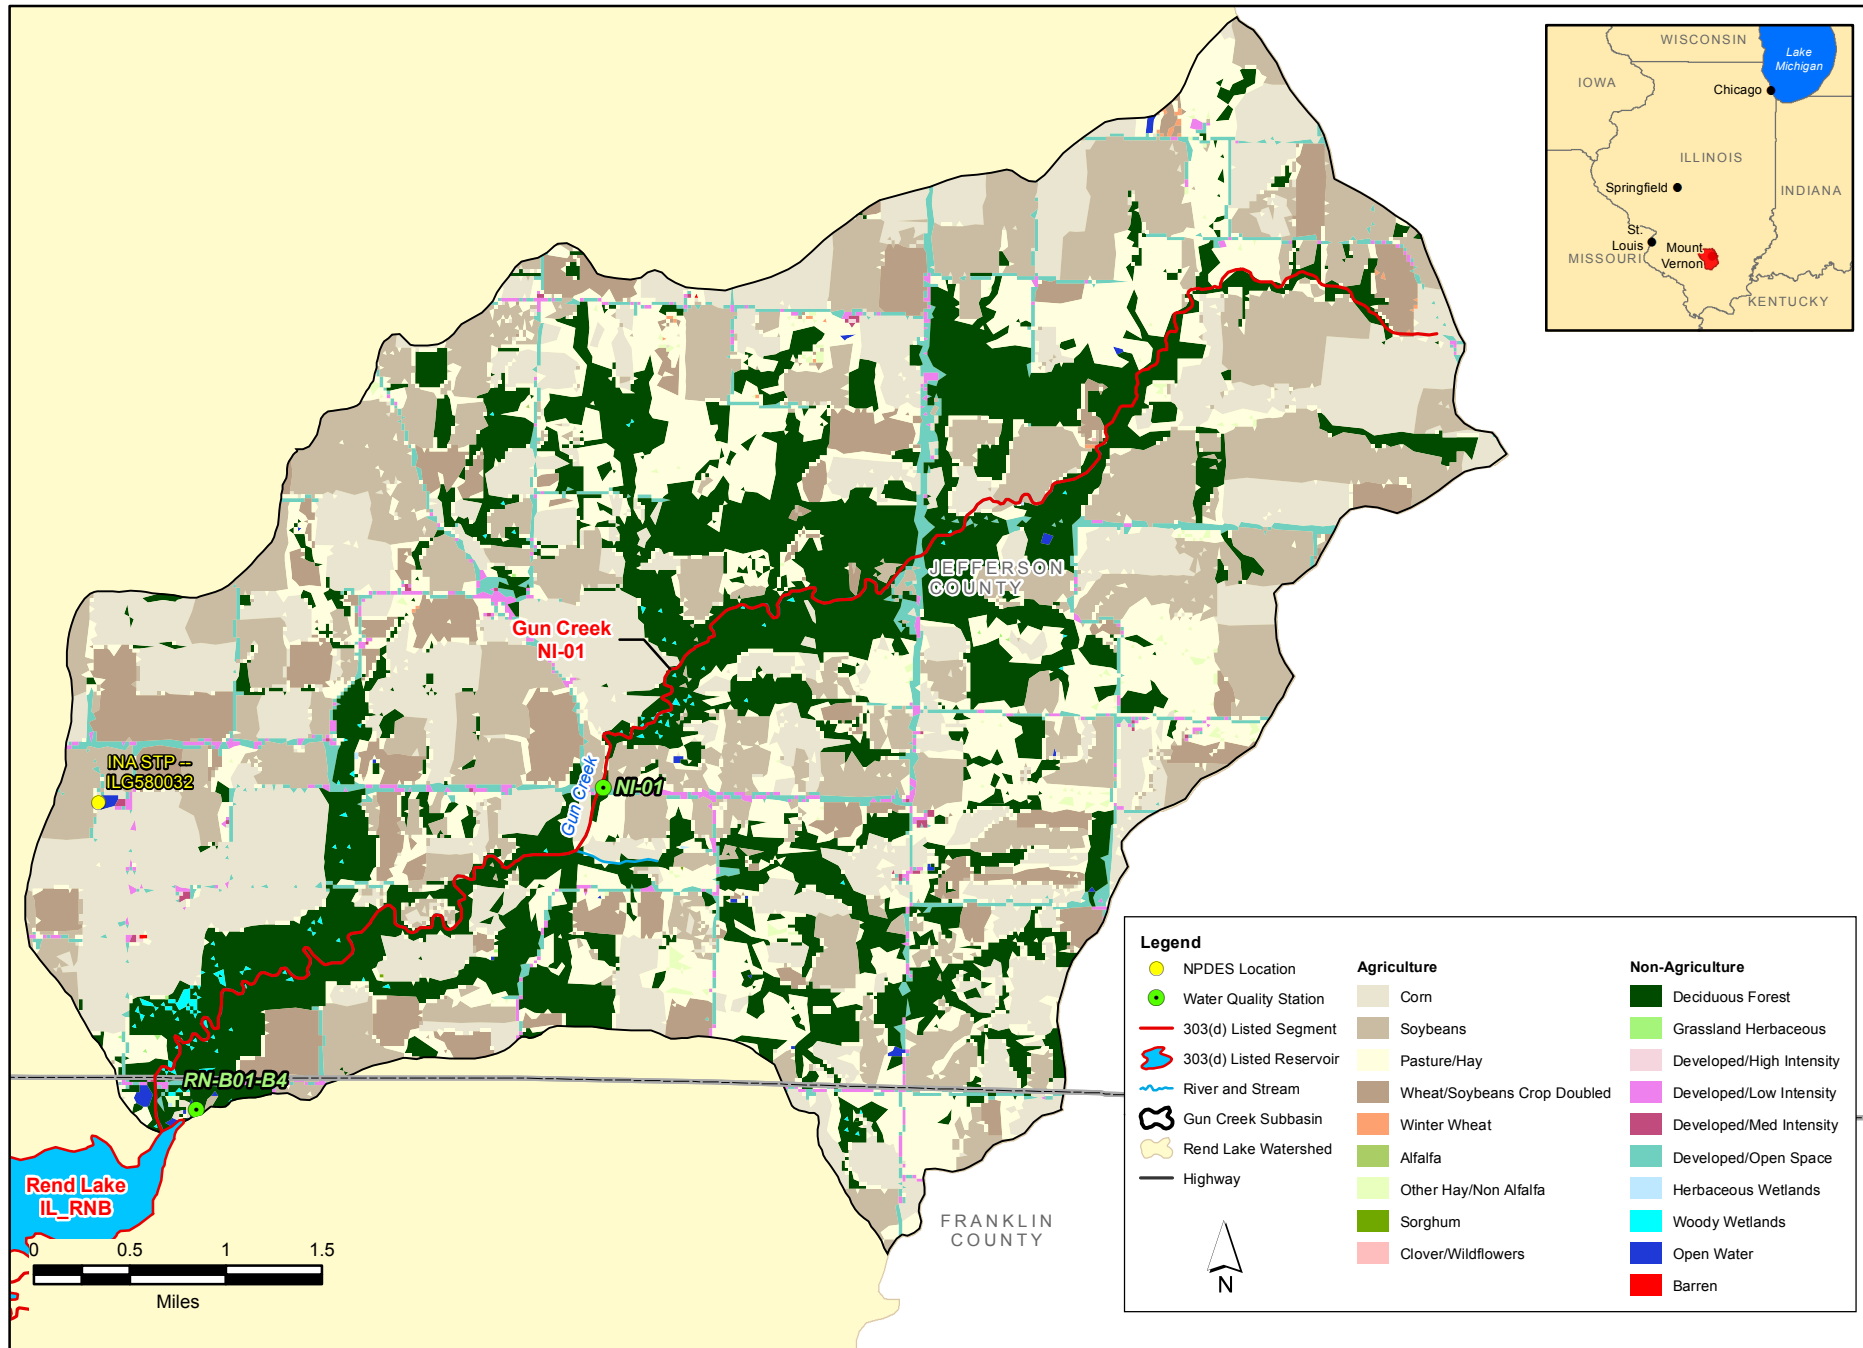 WISCONSIN
Lake
Michigan
IOWA
Chicago
ILLINOIS
Springfield
INDIANA
St.
Louis
Mount
Vernon
MISSOURI
KENTUCKY
JEFFERSON
COUNTY
Gun Creek
NI-01
INA STP --
ILG580032
Gun Creek
NI-01
RN-B01-B4
Rend Lake
IL_RNB
FRANKLIN
COUNTY
0 0.5 1 1.5
Miles
Legend
NPDES Location
Water Quality Station
303(d) Listed Segment
303(d) Listed Reservoir
River and Stream
Gun Creek Subbasin
Rend Lake Watershed
Highway
N
Agriculture
Corn
Soybeans
Pasture/Hay
Wheat/Soybeans Crop Doubled
Winter Wheat
Alfalfa
Other Hay/Non Alfalfa
Sorghum
Clover/Wildflowers
Non-Agriculture
Deciduous Forest
Grassland Herbaceous
Developed/High Intensity
Developed/Low Intensity
Developed/Med Intensity
Developed/Open Space
Herbaceous Wetlands
Woody Wetlands
Open Water
Barren